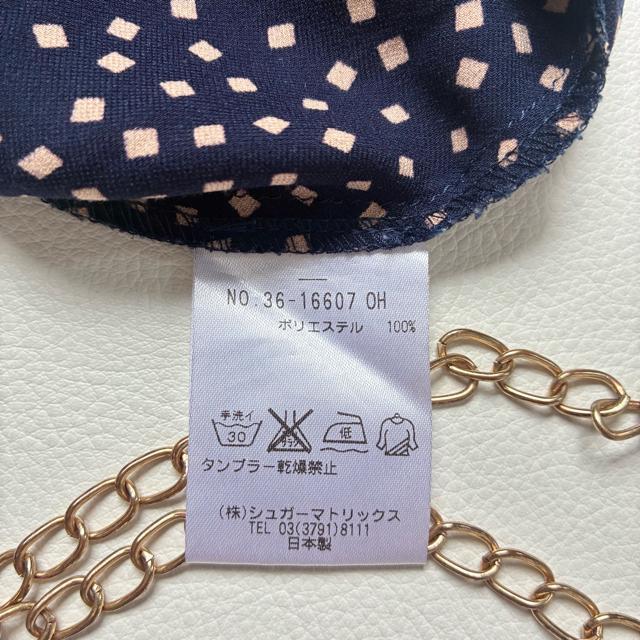 NO.36-16607 OH
ポリエステル 100%
手洗イ
30
低
タンブラー乾燥禁止
(株)シュガーマトリックス
TEL 03(3791)8111
日本製